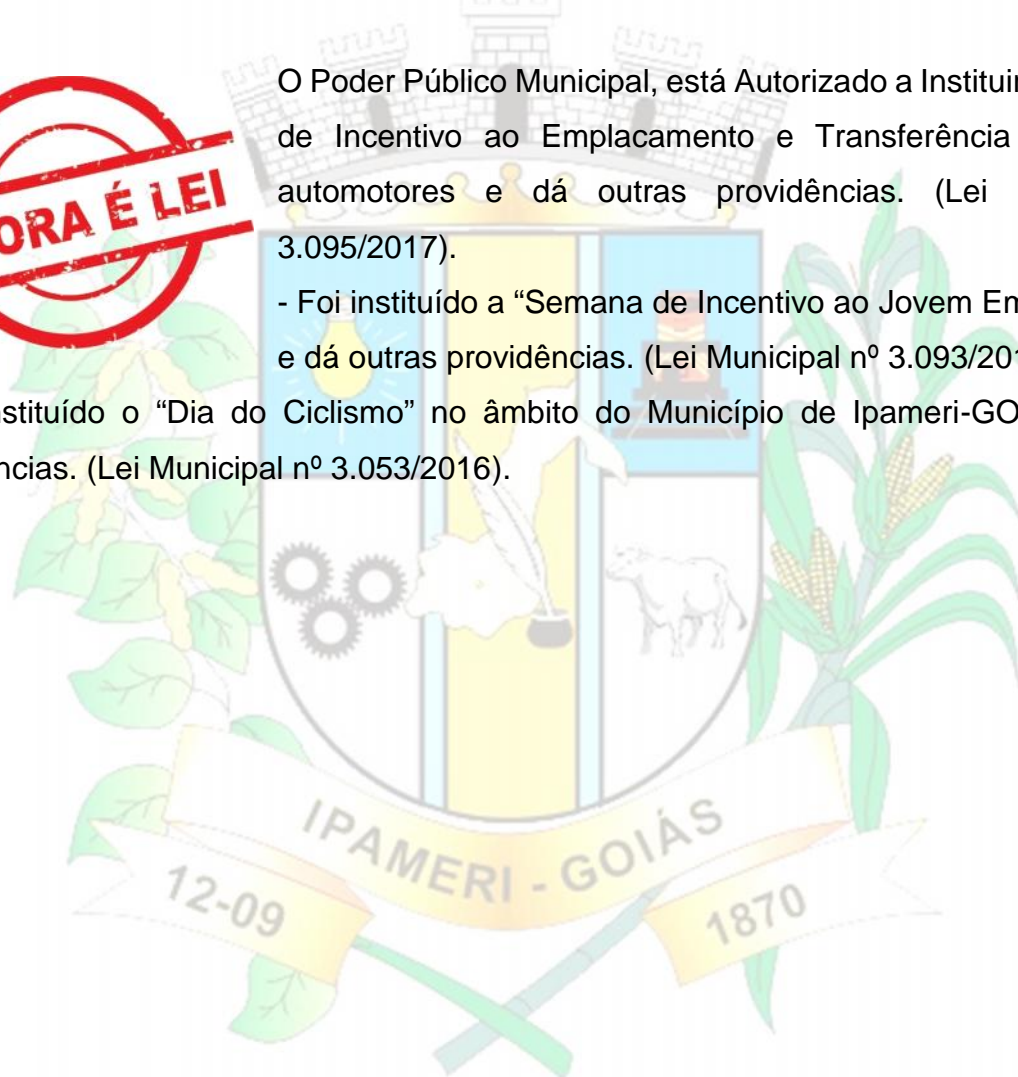 O Poder Público Municipal, está Autorizado a Instituir
de Incentivo ao Emplacamento e Transferência
automotores e dá outras providências. (Lei
3.095/2017).
ORA É LEI
- Foi instituído a “Semana de Incentivo ao Jovem Em
e dá outras providências. (Lei Municipal nº 3.093/201
stituído o “Dia do Ciclismo” no âmbito do Município de Ipameri-GO
ncias. (Lei Municipal nº 3.053/2016).
IPAMERI - GOIÁS
12-09
1870